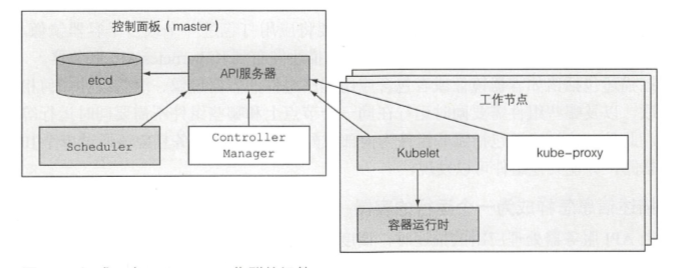 控制面板（master）
etcd
API服务器
Scheduler
Controller
Manager
工作节点
Kubelet
kube-proxy
容器运行时